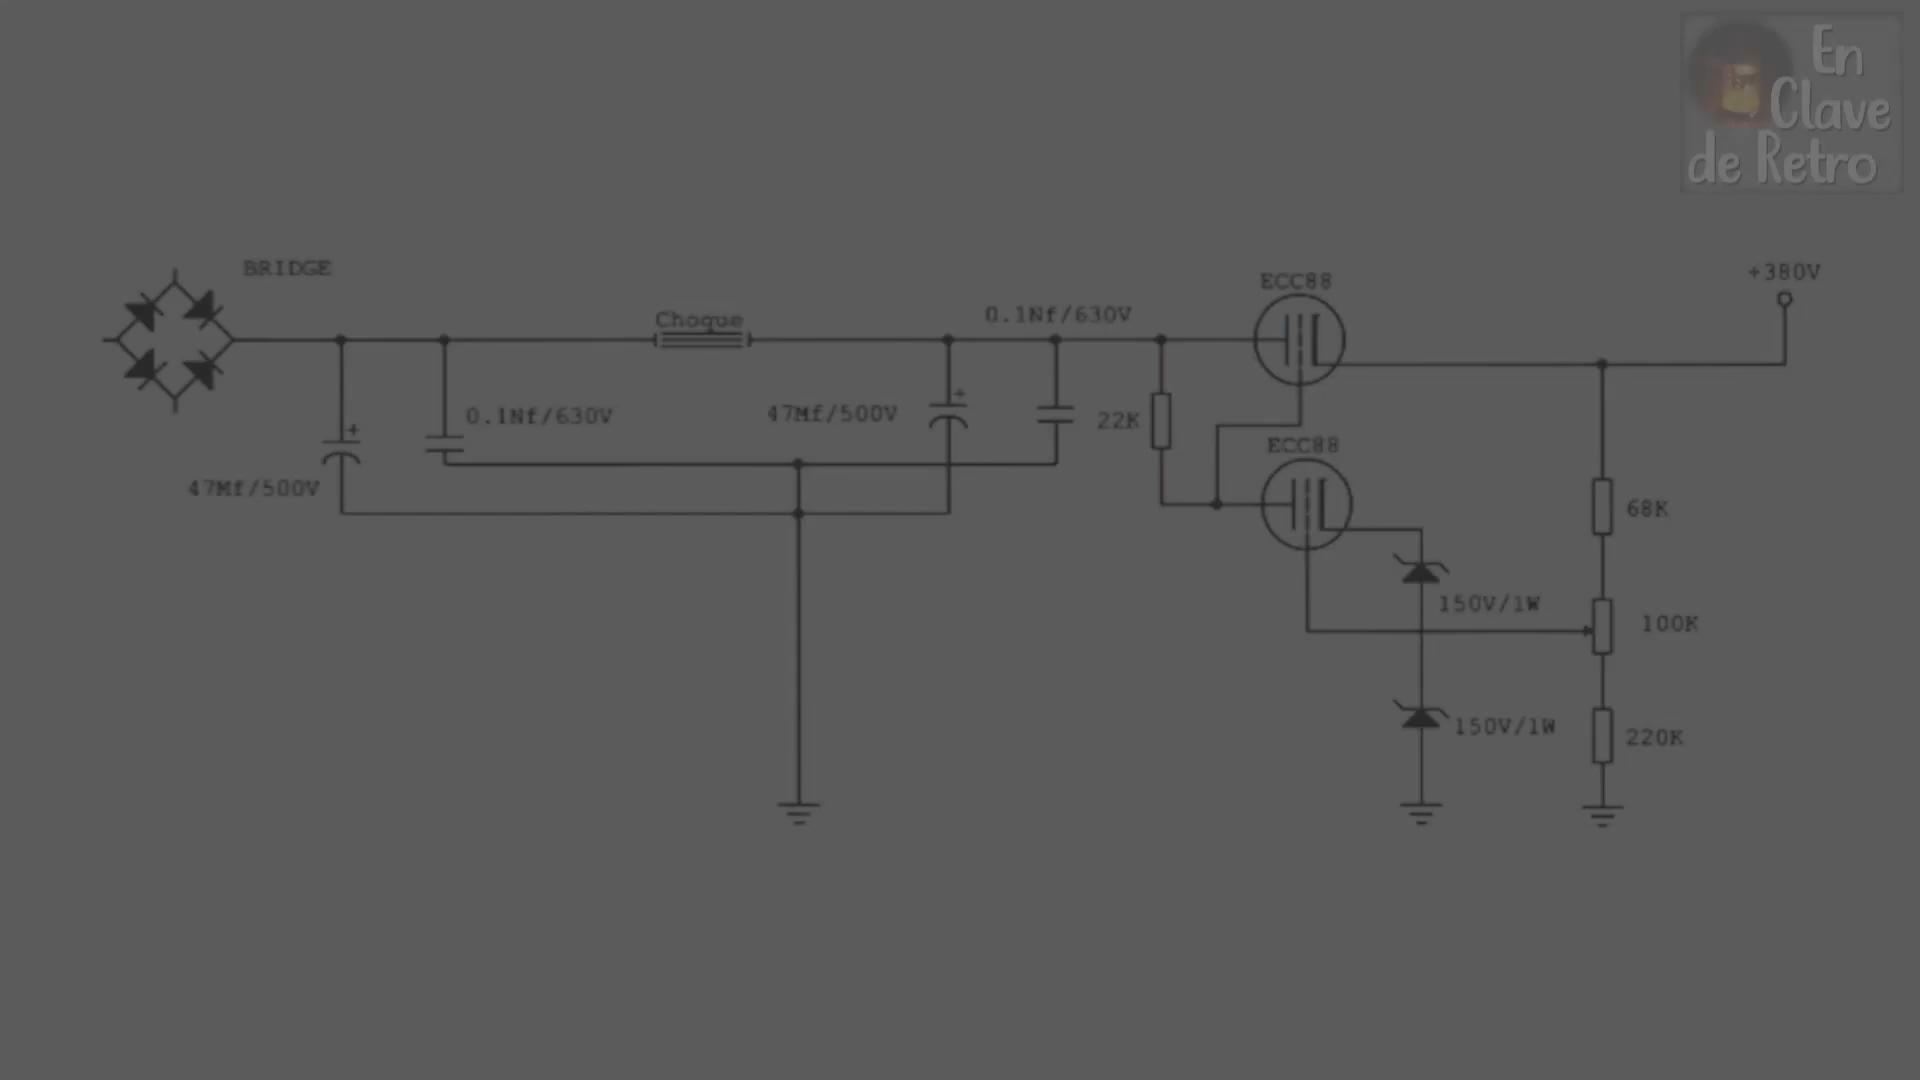 En
Clave
de Retro
BRIDGE
ECC88
+380V
Choque
0.1Nf/630V
0.1Nf/630V
47Mf/500V
22K
ECC88
47Mf/500V
68K
150V/1W
100K
150V/1W
220K